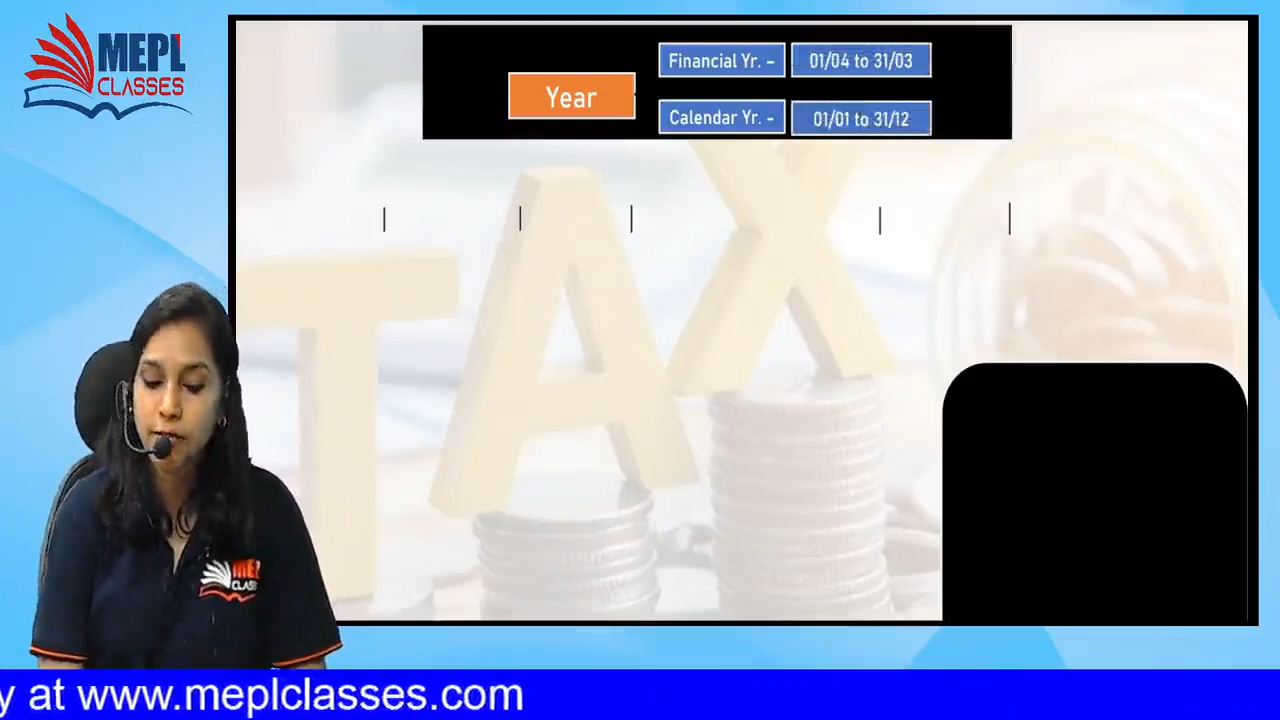 MEPL
CLASSES
Year
Financial Yr. - 01/04 to 31/03
Calendar Yr. - 01/01 to 31/12
TAX
MEPL
CLASS
y at www.meplclasses.com